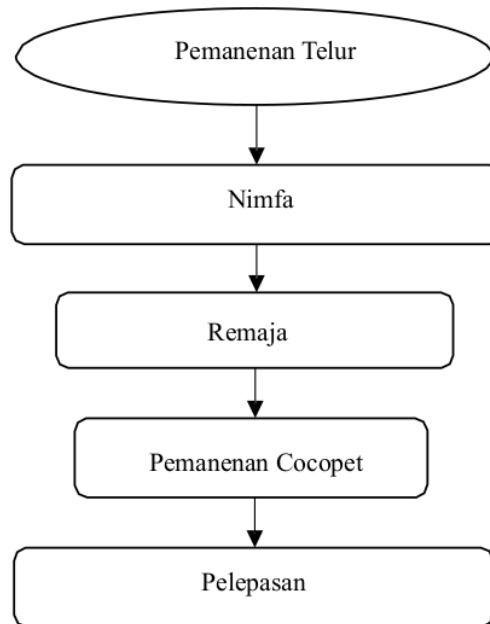 Pemanenan Telur
Nimfa
Remaja
Pemanenan Cocopet
Pelepasan